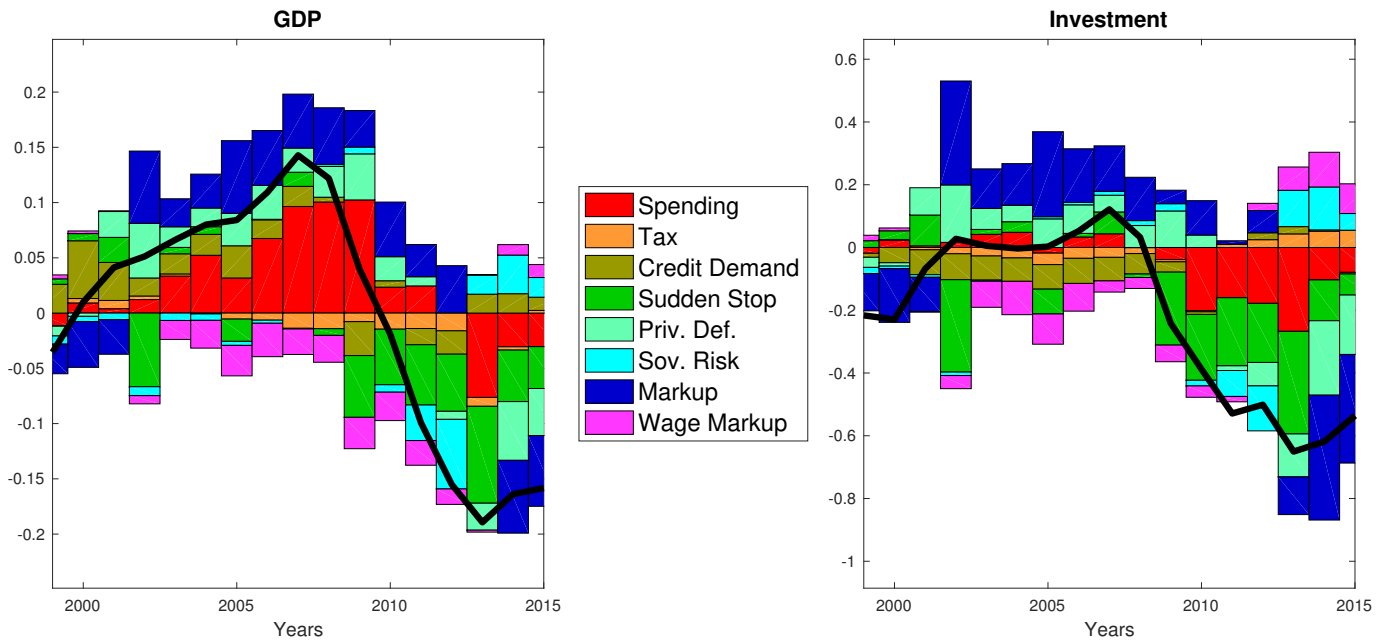 GDP
0.2
0.15
0.1
0.05
0
-0.05
-0.1
-0.15
-0.2
2000
2005
2010
2015
Years
Spending
Tax
Credit Demand
Sudden Stop
Priv. Def.
Sov. Risk
Markup
Wage Markup
Investment
0.6
0.4
0.2
0
-0.2
-0.4
-0.6
-0.8
-1
2000
2005
2010
2015
Years